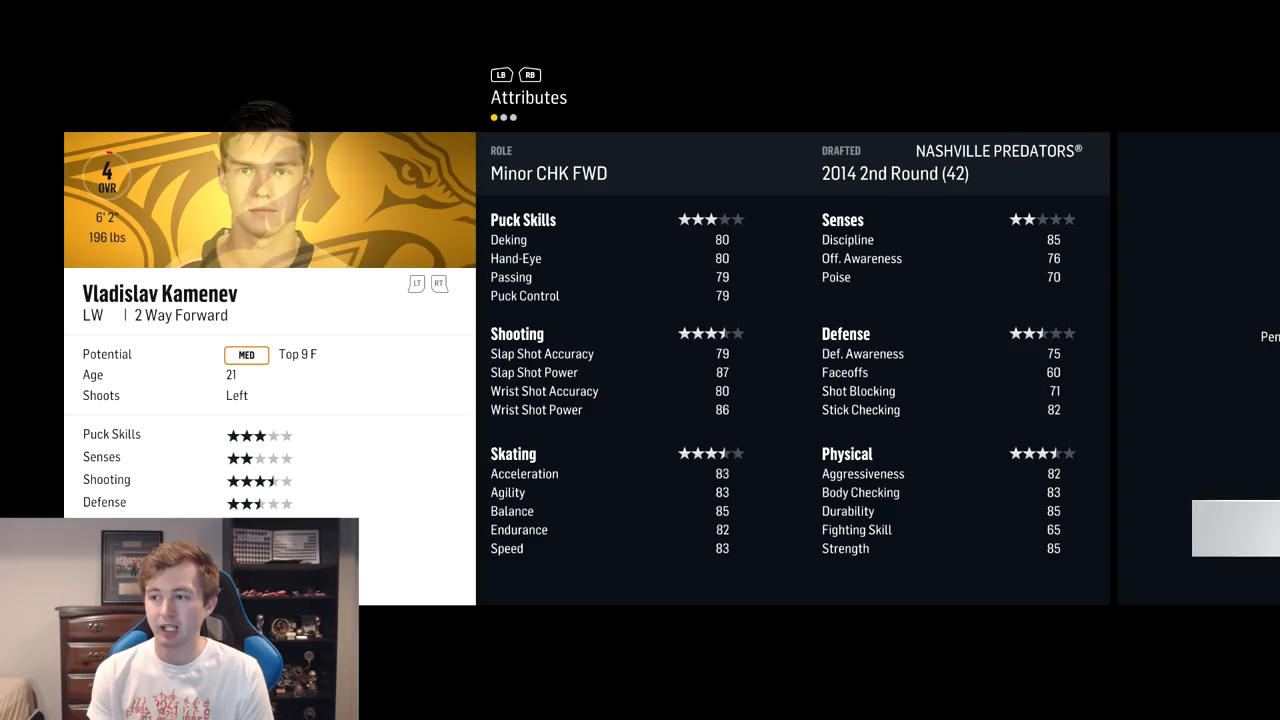 LB RB
Attributes
4
OVR
6' 2"
196 lbs
Vladislav Kamenev
LT RT
LW | 2 Way Forward
Potential MED Top 9 F
Age 21
Shoots Left
Puck Skills
Senses
Shooting
Defense
ROLE
Minor CHK FWD
DRAFTED NASHVILLE PREDATORS®
2014 2nd Round (42)
Puck Skills
Deking 80
Hand-Eye 80
Passing 79
Puck Control 79
Senses
Discipline 85
Off. Awareness 76
Poise 70
Shooting
Slap Shot Accuracy 79
Slap Shot Power 87
Wrist Shot Accuracy 80
Wrist Shot Power 86
Defense
Def. Awareness 75
Faceoffs 60
Shot Blocking 71
Stick Checking 82
Skating
Acceleration 83
Agility 83
Balance 85
Endurance 82
Speed 83
Physical
Aggressiveness 82
Body Checking 83
Durability 85
Fighting Skill 65
Strength 85
Pen